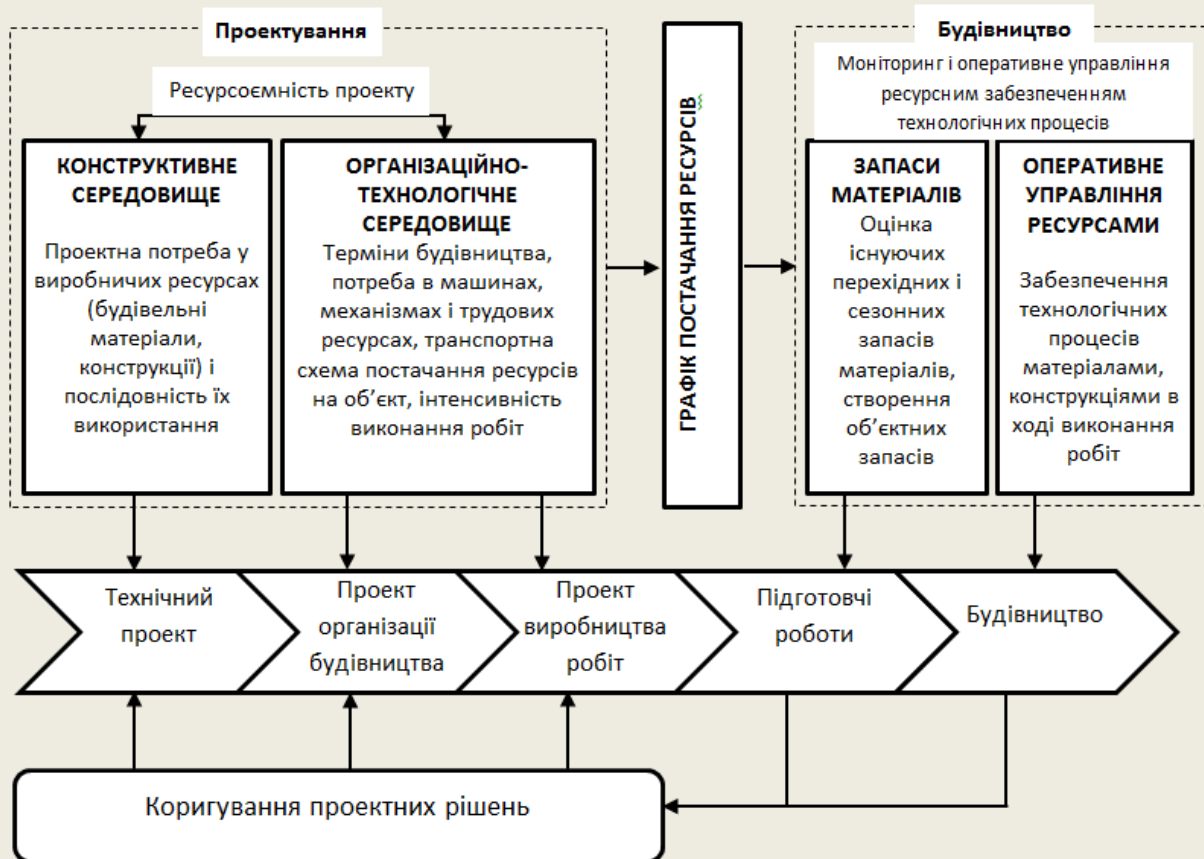 Проектування
Ресурсоємність проекту
КОНСТРУКТИВНЕ
СЕРЕДОВИЩЕ
Проектна потреба у
виробничих ресурсах
(будівельні
матеріали,
конструкції) і
послідовність їх
використання
ОРГАНІЗАЦІЙНО-
ТЕХНОЛОГІЧНЕ
СЕРЕДОВИЩЕ
Терміни будівництва,
потреба в машинах,
механізмах і трудових
ресурсах, транспортна
схема постачання ресурсів
на об’єкт, інтенсивність
виконання робіт
ГРАФІК ПОСТАЧАННЯ РЕСУРСІВ
Будівництво
Моніторинг і оперативне управління
ресурсним забезпеченням
технологічних процесів
ЗАПАСИ
МАТЕРІАЛІВ
Оцінка
існуючих
перехідних і
сезонних
запасів
матеріалів,
створення
об’єктних
запасів
ОПЕРАТИВНЕ
УПРАВЛІННЯ
РЕСУРСАМИ
Забезпечення
технологічних
процесів
матеріалами,
конструкціями в
ході виконання
робіт
Технічний
проект
Проект
організації
будівництва
Проект
виробництва
робіт
Підготовчі
роботи
Будівництво
Коригування проектних рішень